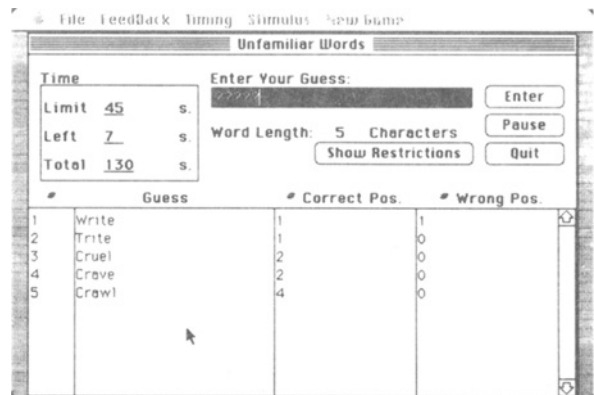 File FeedBack Timing Stimulus New Game
Unfamiliar Words
Time
Limit 45 s.
Left 7 s.
Total 130 s.
Enter Your Guess:
?????
Word Length: 5 Characters
Show Restrictions
Enter
Pause
Quit
# Guess # Correct Pos. # Wrong Pos.
1 Write 1 1
2 Trite 1 0
3 Cruel 2 0
4 Crave 2 0
5 Crawl 4 0